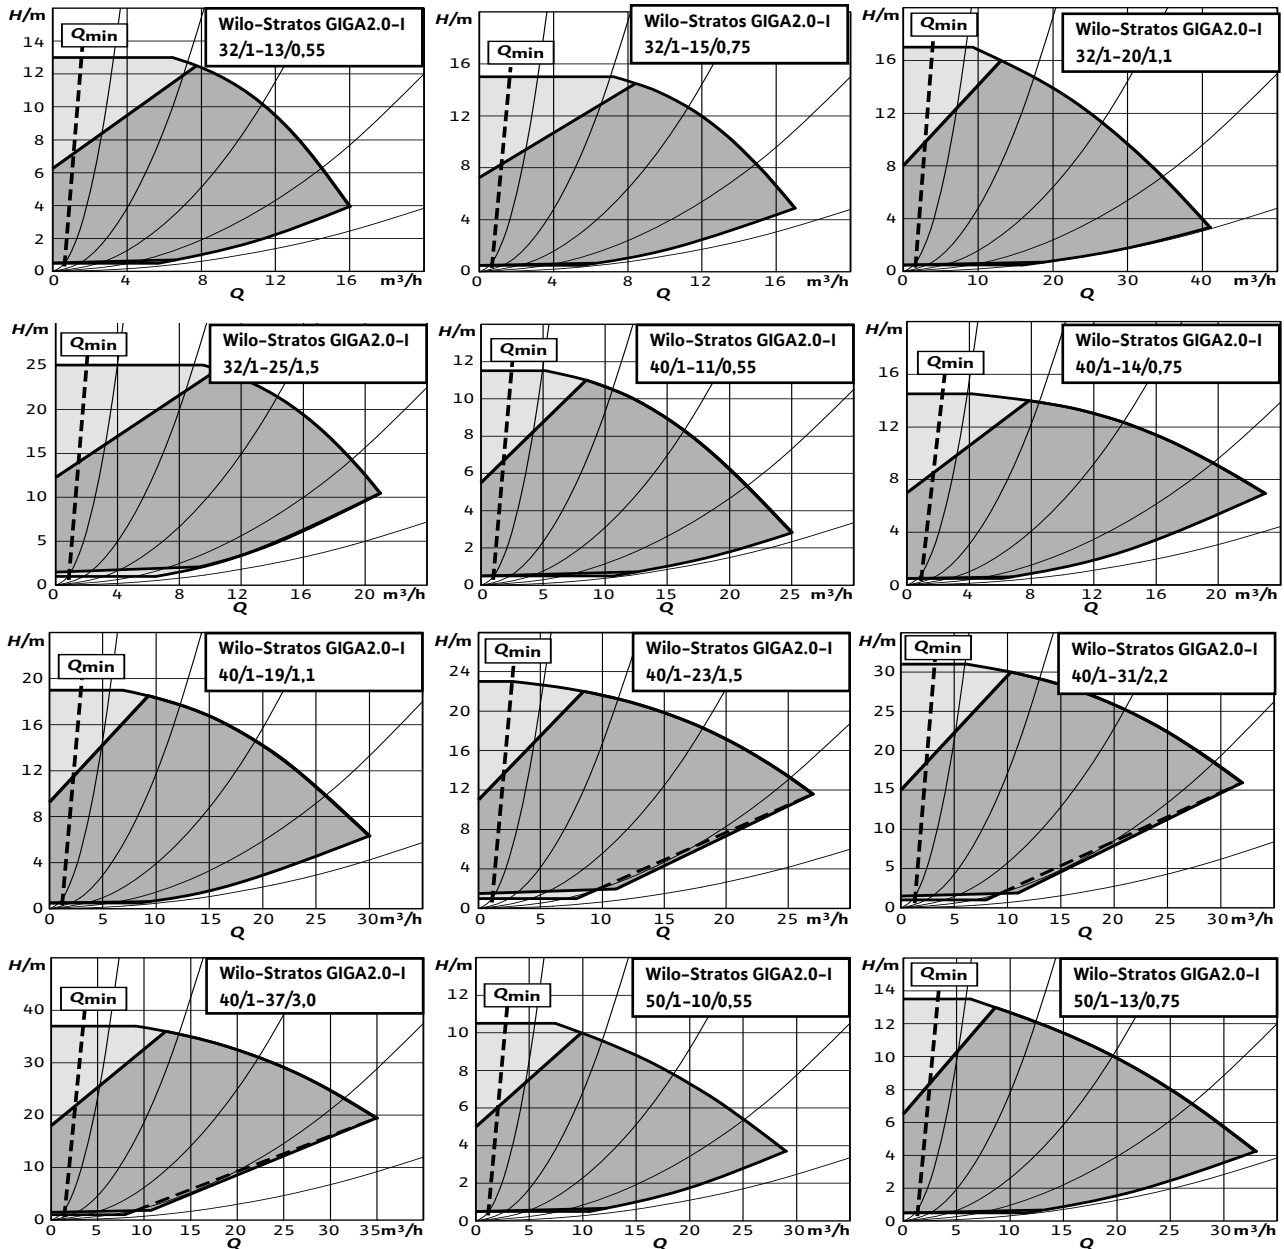 H/m
14
12
10
8
6
4
2
0
Qmin
Wilo-Stratos GIGA2.0-I
32/1-13/0,55
0 4 8 12 16 m³/h
Q
H/m
16
12
8
4
0
Qmin
Wilo-Stratos GIGA2.0-I
32/1-15/0,75
0 4 8 12 m³/h
Q
H/m
16
12
8
4
0
Qmin
Wilo-Stratos GIGA2.0-I
32/1-20/1,1
0 10 20 30 40 m³/h
Q
H/m
25
20
15
10
5
0
Qmin
Wilo-Stratos GIGA2.0-I
32/1-25/1,5
0 4 8 12 16 20 m³/h
Q
H/m
12
10
8
6
4
2
0
Qmin
Wilo-Stratos GIGA2.0-I
40/1-11/0,55
0 5 10 15 20 25 m³/h
Q
H/m
16
12
8
4
0
Qmin
Wilo-Stratos GIGA2.0-I
40/1-14/0,75
0 4 8 12 16 20 m³/h
Q
H/m
20
16
12
8
4
0
Qmin
Wilo-Stratos GIGA2.0-I
40/1-19/1,1
0 5 10 15 20 25 30 m³/h
Q
H/m
24
20
16
12
8
4
0
Qmin
Wilo-Stratos GIGA2.0-I
40/1-23/1,5
0 5 10 15 20 25 m³/h
Q
H/m
30
25
20
15
10
5
0
Qmin
Wilo-Stratos GIGA2.0-I
40/1-31/2,2
0 5 10 15 20 25 30 m³/h
Q
H/m
40
30
20
10
0
Qmin
Wilo-Stratos GIGA2.0-I
40/1-37/3,0
0 5 10 15 20 25 30 35 m³/h
Q
H/m
12
10
8
6
4
2
0
Qmin
Wilo-Stratos GIGA2.0-I
50/1-10/0,55
0 5 10 15 20 25 30 m³/h
Q
H/m
14
12
10
8
6
4
2
0
Qmin
Wilo-Stratos GIGA2.0-I
50/1-13/0,75
0 5 10 15 20 25 30 m³/h
Q